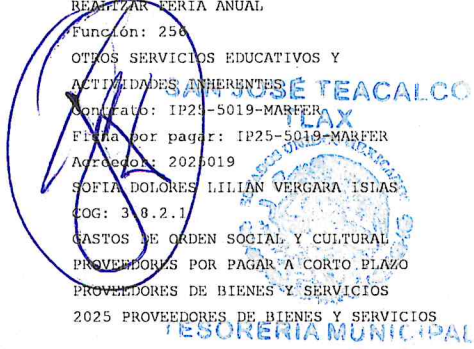 REALIZAR FERIA ANUAL
Función: 256
OTROS SERVICIOS EDUCATIVOS Y
ACTIVIDADES INHERENTES
SAN JOSÉ TEACALCO
TLAX
Contrato: IP25-5019-MARFER
Ficha por pagar: IP25-5019-MARFER
Agrdedor: 2025019
SOFIA DOLORES LILIAN VERGARA ISLAS
COG: 3.8.2.1
GASTOS DE ORDEN SOCIAL Y CULTURAL
PROVEEDORES POR PAGAR A CORTO PLAZO
PROVEEDORES DE BIENES Y SERVICIOS
2025 PROVEEDORES DE BIENES Y SERVICIOS
TESORERÍA MUNICIPAL